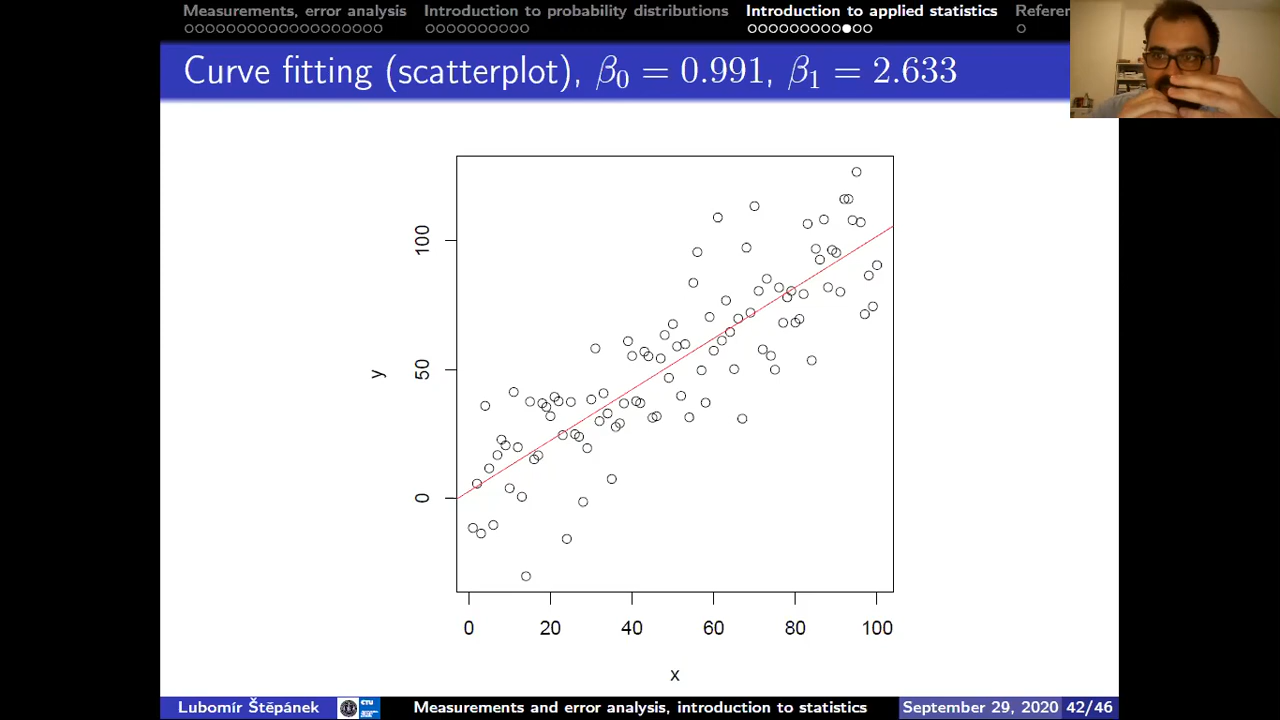 Measurements, error analysis Introduction to probability distributions Introduction to applied statistics Refere
Curve fitting (scatterplot), β₀ = 0.991, β₁ = 2.633
100
50
0
y
0 20 40 60 80 100
x
Lubomír Štěpánek CTU Measurements and error analysis, introduction to statistics September 29, 2020 42/46